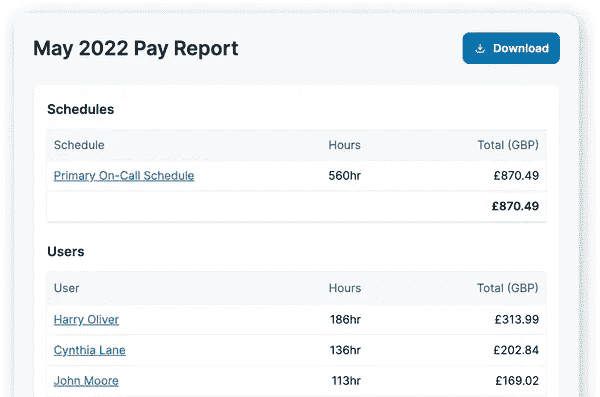 May 2022 Pay Report
Download
Schedules
Schedule Hours Total (GBP)
Primary On-Call Schedule 560hr £870.49
£870.49
Users
User Hours Total (GBP)
Harry Oliver 186hr £313.99
Cynthia Lane 136hr £202.84
John Moore 113hr £169.02